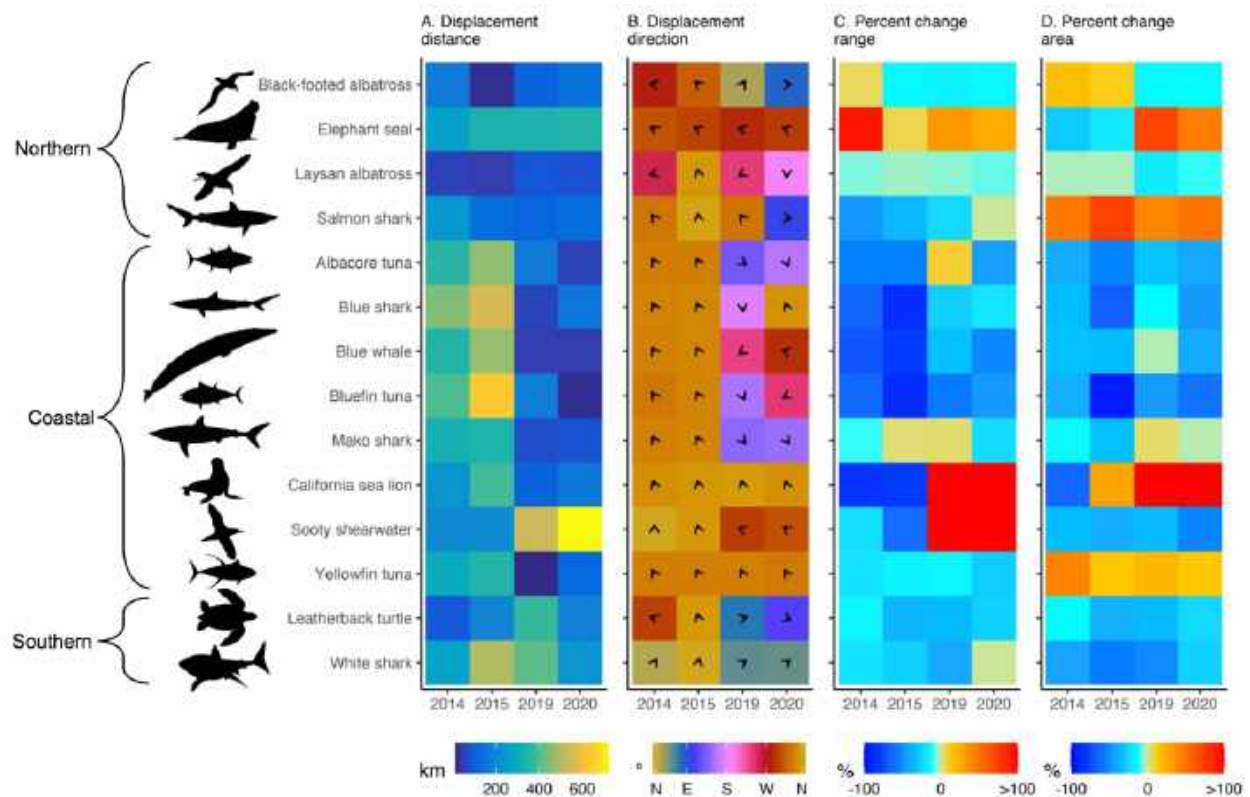 A. Displacement
distance
B. Displacement
direction
C. Percent change
range
D. Percent change
area
Northern
Black-footed albatross
Elephant seal
Laysan albatross
Salmon shark
Coastal
Albacore tuna
Blue shark
Blue whale
Bluefin tuna
Mako shark
California sea lion
Sooty shearwater
Yellowfin tuna
Southern
Leatherback turtle
White shark
2014 2015 2019 2020
2014 2015 2019 2020
2014 2015 2019 2020
2014 2015 2019 2020
km
200 400 600
°
N E S W N
%
-100 0 >100
%
-100 0 >100